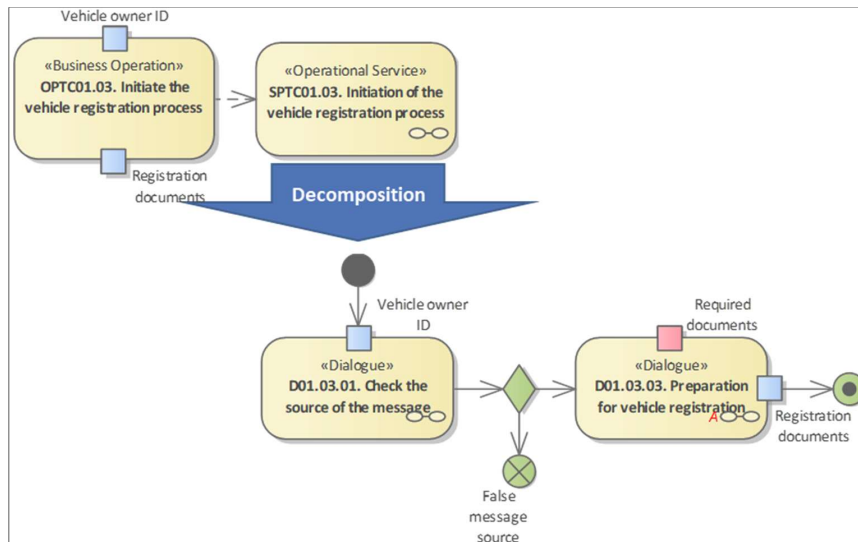 Vehicle owner ID
«Business Operation»
OPTC01.03. Initiate the
vehicle registration process
Registration
documents
«Operational Service»
SPTC01.03. Initiation of the
vehicle registration process
Decomposition
Vehicle owner
ID
«Dialogue»
D01.03.01. Check the
source of the message
False
message
source
Required
documents
«Dialogue»
D01.03.03. Preparation
for vehicle registration
A
Registration
documents